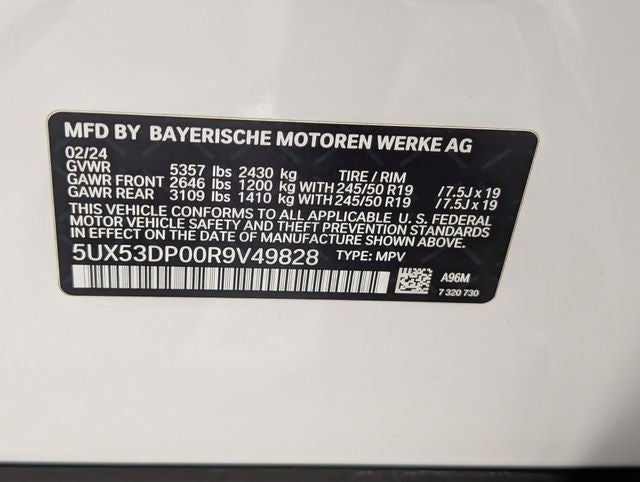 MFD BY BAYERISCHE MOTOREN WERKE AG
02/24
GVWR 5357 lbs 2430 kg TIRE / RIM
GAWR FRONT 2646 lbs 1200 kg WITH 245/50 R19 /7.5J x 19
GAWR REAR 3109 lbs 1410 kg WITH 245/50 R19 /7.5J x 19
THIS VEHICLE CONFORMS TO ALL APPLICABLE U. S. FEDERAL
MOTOR VEHICLE SAFETY AND THEFT PREVENTION STANDARDS
IN EFFECT ON THE DATE OF MANUFACTURE SHOWN ABOVE.
5UX53DP00R9V49828 TYPE: MPV
A96M
7 320 730